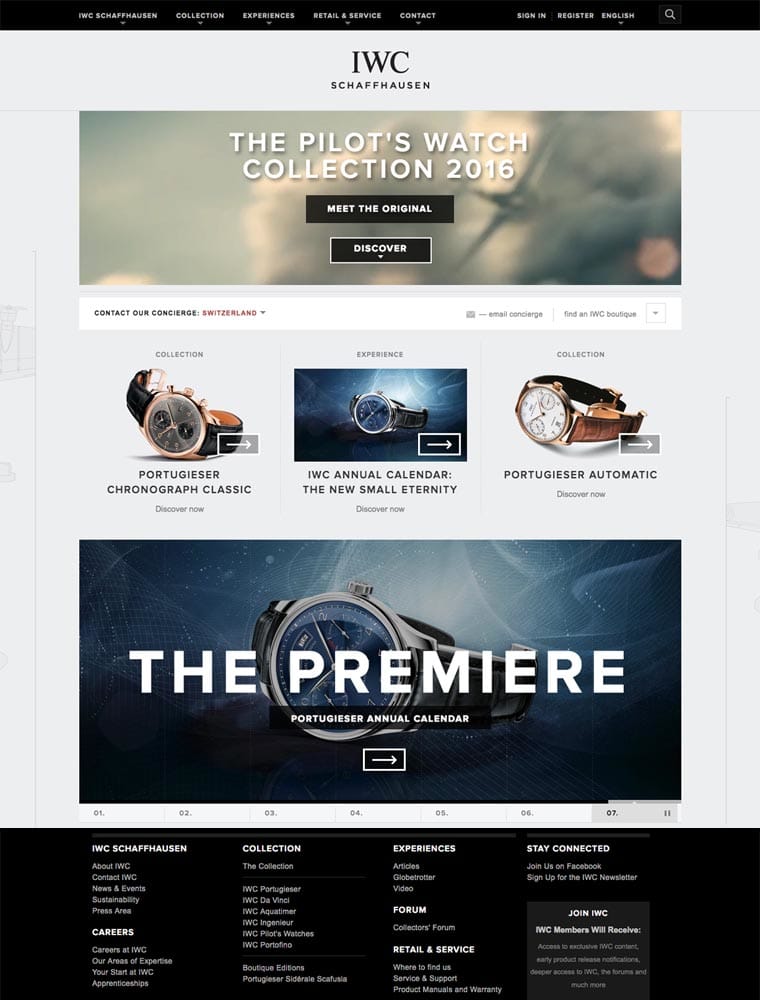 IWC SCHAFFHAUSEN COLLECTION EXPERIENCES RETAIL & SERVICE CONTACT SIGN IN REGISTER ENGLISH
IWC
SCHAFFHAUSEN
THE PILOT'S WATCH
COLLECTION 2016
MEET THE ORIGINAL
DISCOVER
CONTACT OUR CONCIERGE: SWITZERLAND — email concierge find an IWC boutique
COLLECTION
PORTUGIESER
CHRONOGRAPH CLASSIC
Discover now
EXPERIENCE
IWC ANNUAL CALENDAR:
THE NEW SMALL ETERNITY
Discover now
COLLECTION
PORTUGIESER AUTOMATIC
Discover now
THE PREMIERE
PORTUGIESER ANNUAL CALENDAR
01. 02. 03. 04. 05. 06. 07.
IWC SCHAFFHAUSEN
About IWC
Contact IWC
News & Events
Sustainability
Press Area
CAREERS
Careers at IWC
Our Areas of Expertise
Your Start at IWC
Apprenticeships
COLLECTION
The Collection
IWC Portugieser
IWC Da Vinci
IWC Aquatimer
IWC Ingenieur
IWC Pilot's Watches
IWC Portofino
Boutique Editions
Portugieser Sidérale Scafusia
EXPERIENCES
Articles
Globetrotter
Video
FORUM
Collectors' Forum
RETAIL & SERVICE
Where to find us
Service & Support
Product Manuals and Warranty
STAY CONNECTED
Join Us on Facebook
Sign Up for the IWC Newsletter
JOIN IWC
IWC Members Will Receive:
Access to exclusive IWC content,
early product release notifications,
deeper access to IWC, the forums and
much more